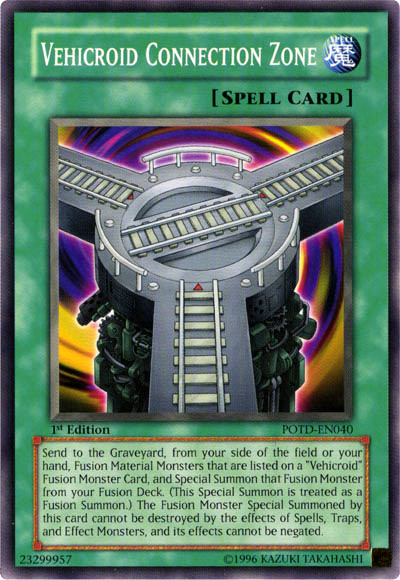 VEHICROID CONNECTION ZONE
SPELL
魔
[SPELL CARD]
1st Edition
POTD-EN040
Send to the Graveyard, from your side of the field or your
hand, Fusion Material Monsters that are listed on a "Vehicroid"
Fusion Monster Card, and Special Summon that Fusion Monster
from your Fusion Deck. (This Special Summon is treated as a
Fusion Summon.) The Fusion Monster Special Summoned by
this card cannot be destroyed by the effects of Spells, Traps,
and Effect Monsters, and its effects cannot be negated.
23299957
©1996 KAZUKI TAKAHASHI